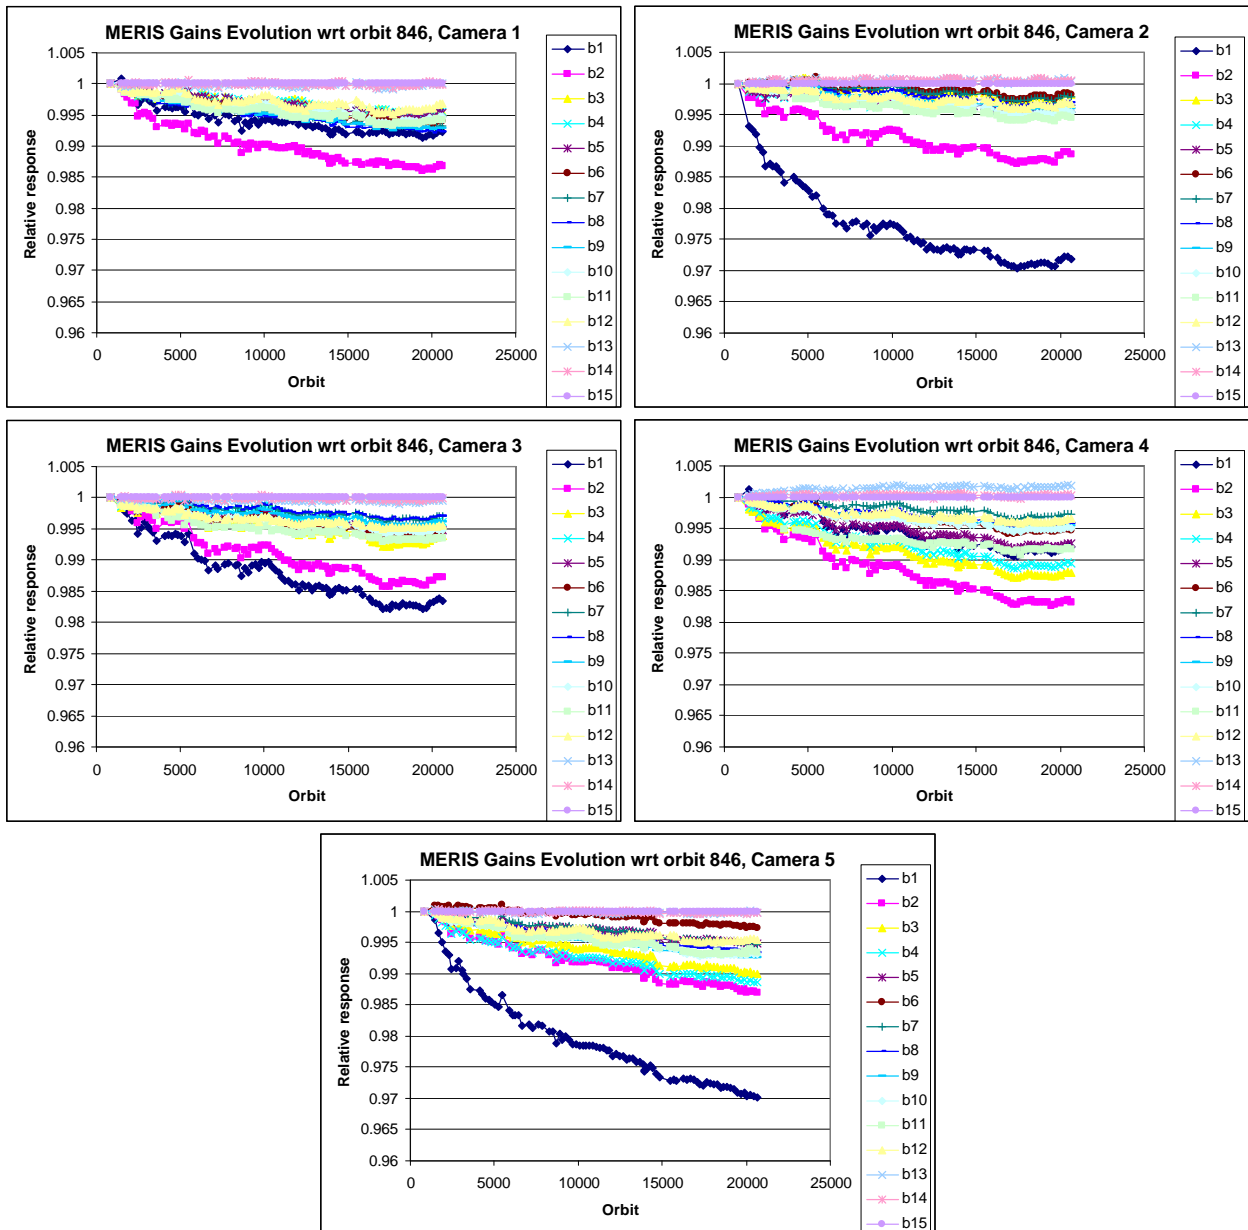 MERIS Gains Evolution wrt orbit 846, Camera 1
Relative response
1.005
1
0.995
0.99
0.985
0.98
0.975
0.97
0.965
0.96
0 5000 10000 15000 20000 25000
Orbit
b1
b2
b3
b4
b5
b6
b7
b8
b9
b10
b11
b12
b13
b14
b15
MERIS Gains Evolution wrt orbit 846, Camera 2
Relative response
1.005
1
0.995
0.99
0.985
0.98
0.975
0.97
0.965
0.96
0 5000 10000 15000 20000 25000
Orbit
b1
b2
b3
b4
b5
b6
b7
b8
b9
b10
b11
b12
b13
b14
b15
MERIS Gains Evolution wrt orbit 846, Camera 3
Relative response
1.005
1
0.995
0.99
0.985
0.98
0.975
0.97
0.965
0.96
0 5000 10000 15000 20000 25000
Orbit
b1
b2
b3
b4
b5
b6
b7
b8
b9
b10
b11
b12
b13
b14
b15
MERIS Gains Evolution wrt orbit 846, Camera 4
Relative response
1.005
1
0.995
0.99
0.985
0.98
0.975
0.97
0.965
0.96
0 5000 10000 15000 20000 25000
Orbit
b1
b2
b3
b4
b5
b6
b7
b8
b9
b10
b11
b12
b13
b14
b15
MERIS Gains Evolution wrt orbit 846, Camera 5
Relative response
1.005
1
0.995
0.99
0.985
0.98
0.975
0.97
0.965
0.96
0 5000 10000 15000 20000 25000
Orbit
b1
b2
b3
b4
b5
b6
b7
b8
b9
b10
b11
b12
b13
b14
b15